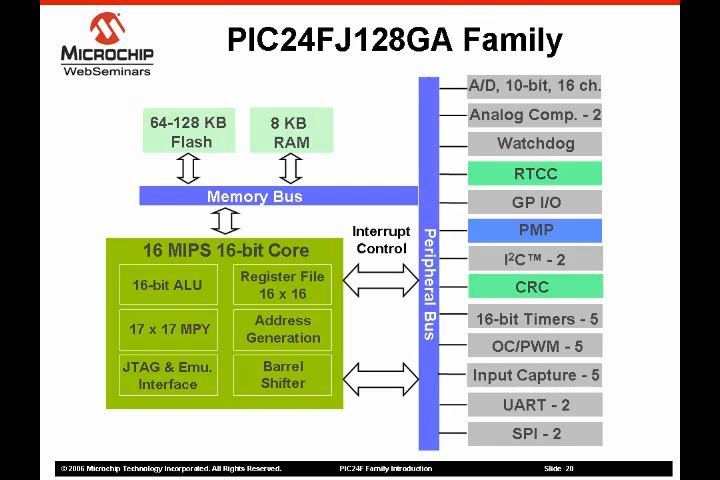 MICROCHIP
WebSeminars
PIC24FJ128GA Family
64-128 KB
Flash
8 KB
RAM
Memory Bus
16 MIPS 16-bit Core
16-bit ALU
Register File
16 x 16
17 x 17 MPY
Address
Generation
JTAG & Emu.
Interface
Barrel
Shifter
Interrupt
Control
Peripheral Bus
A/D, 10-bit, 16 ch.
Analog Comp. - 2
Watchdog
RTCC
GP I/O
PMP
I²C™ - 2
CRC
16-bit Timers - 5
OC/PWM - 5
Input Capture - 5
UART - 2
SPI - 2
© 2006 Microchip Technology Incorporated. All Rights Reserved.
PIC24F Family Introduction
Slide 20